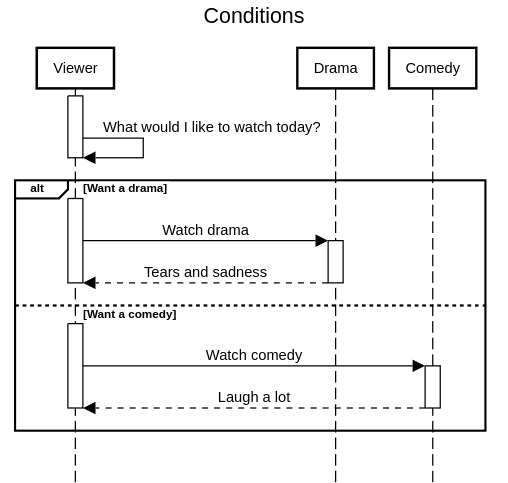 Conditions
Viewer
Drama
Comedy
What would I like to watch today?
alt
[Want a drama]
Watch drama
Tears and sadness
[Want a comedy]
Watch comedy
Laugh a lot